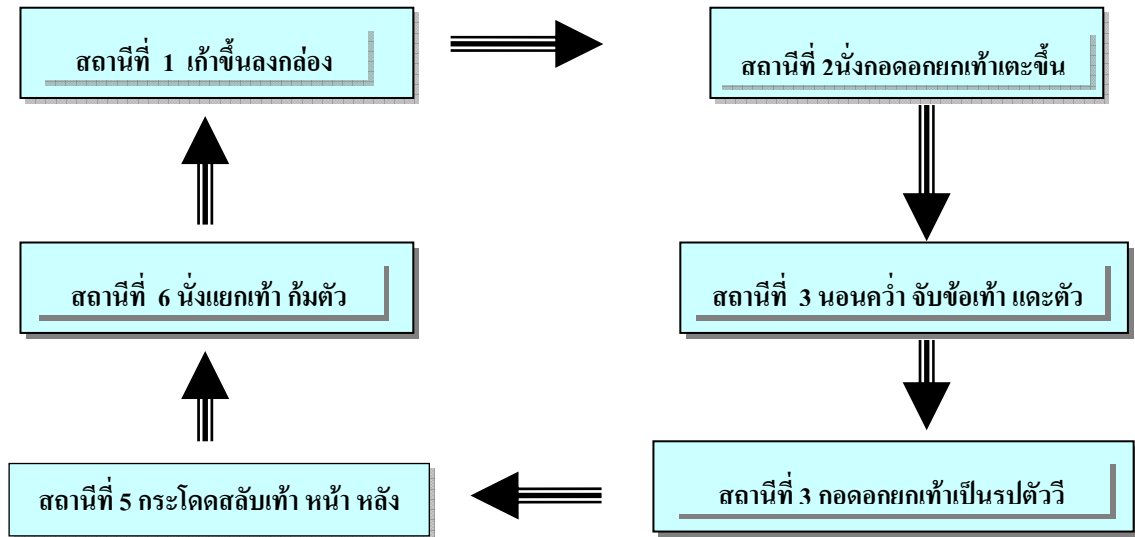 สถานีที่ 1 เก้าขึ้นลงกล่อง
สถานีที่ 2นั่งกอดอกยกเท้าเตะขึ้น
สถานีที่ 3 นอนคว่ำ จับข้อเท้า แดะตัว
สถานีที่ 3 กอดอกยกเท้าเป็นรปตัววี
สถานีที่ 5 กระโดดสลับเท้า หน้า หลัง
สถานีที่ 6 นั่งแยกเท้า ก้มตัว